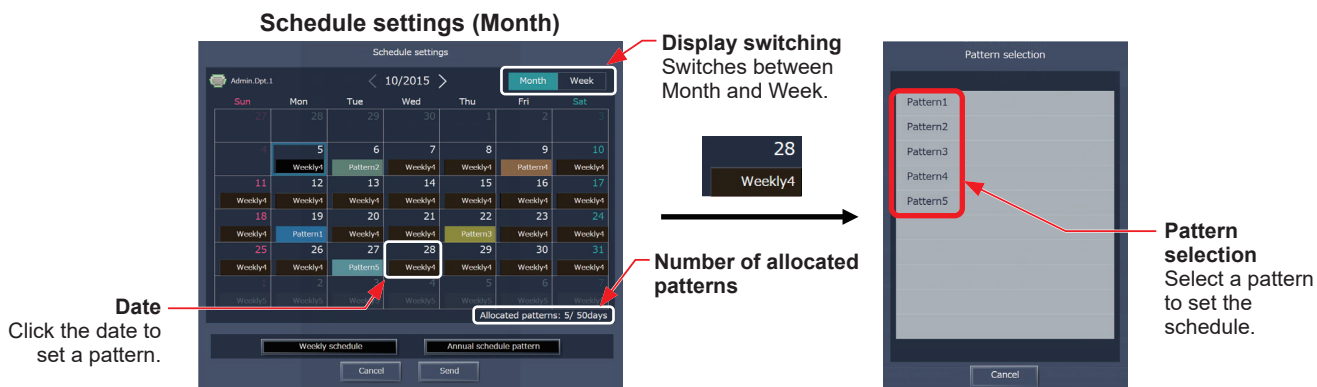 Schedule settings (Month)
Schedule settings
Admin.Dpt.1
10/2015
Month Week
Sun Mon Tue Wed Thu Fri Sat
27 28 29 30 1 2 3
4 5 6 7 8 9 10
Weekly4 Pattern2 Weekly4 Weekly4 Pattern4 Weekly4
11 12 13 14 15 16 17
Weekly4 Weekly4 Weekly4 Weekly4 Weekly4 Weekly4 Weekly4
18 19 20 21 22 23 24
Weekly4 Pattern1 Weekly4 Weekly4 Pattern3 Weekly4 Weekly4
25 26 27 28 29 30 31
Weekly4 Weekly4 Pattern5 Weekly4 Weekly4 Weekly4 Weekly4
1 2 3 4 5 6 7
Weekly5 Weekly5 Weekly5 Weekly5 Weekly5 Weekly5 Weekly5
Allocated patterns: 5/ 50days
Weekly schedule Annual schedule pattern
Cancel Send
Date
Click the date to
set a pattern.
Display switching
Switches between
Month and Week.
28
Weekly4
Number of allocated
patterns
Pattern selection
Pattern1
Pattern2
Pattern3
Pattern4
Pattern5
Cancel
Pattern
selection
Select a pattern
to set the
schedule.